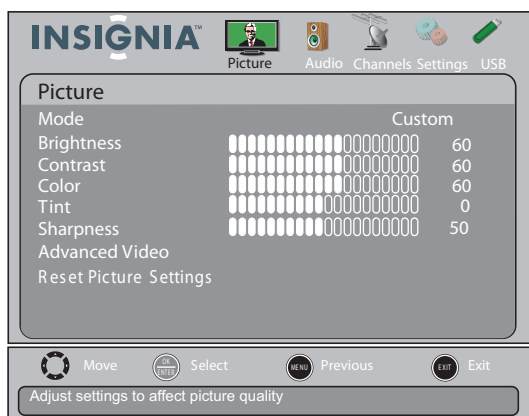 INSIGNIA™
Picture Audio Channels Settings USB
Picture
Mode Custom
Brightness 60
Contrast 60
Color 60
Tint 0
Sharpness 50
Advanced Video
Reset Picture Settings
Move OK ENTER Select MENU Previous EXIT Exit
Adjust settings to affect picture quality